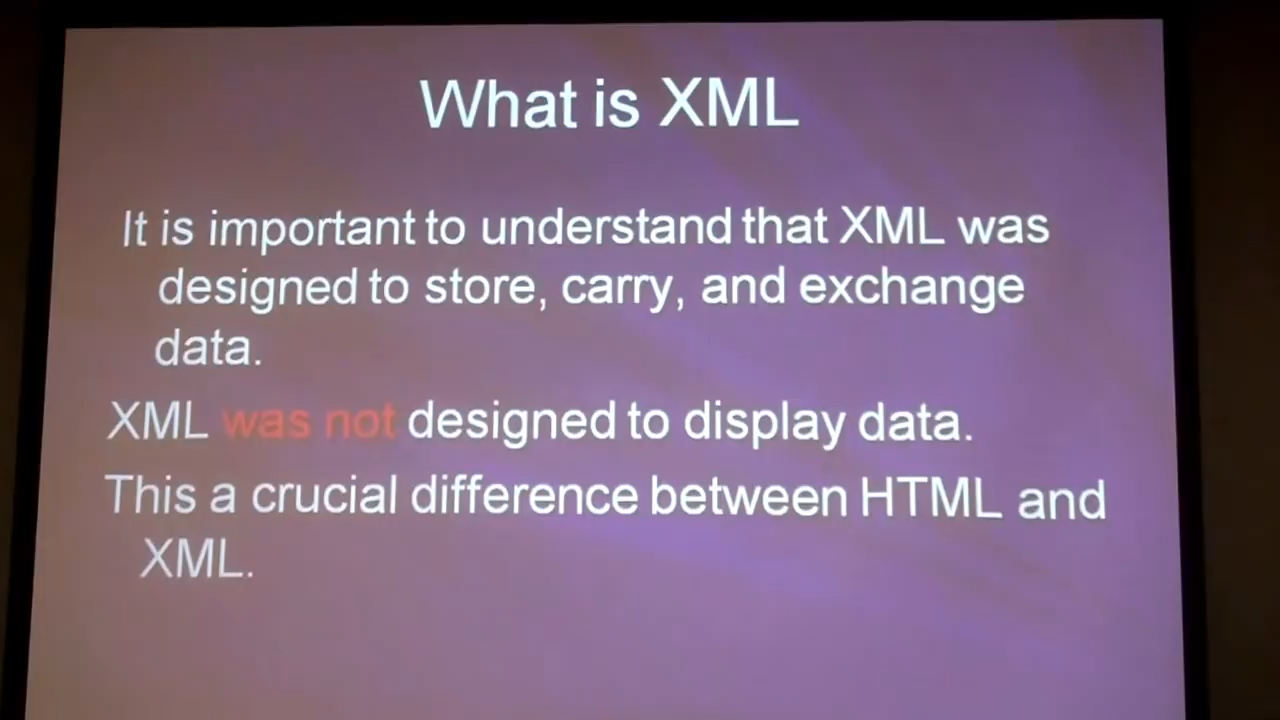 What is XML
It is important to understand that XML was
designed to store, carry, and exchange
data.
XML was not designed to display data.
This a crucial difference between HTML and
XML.